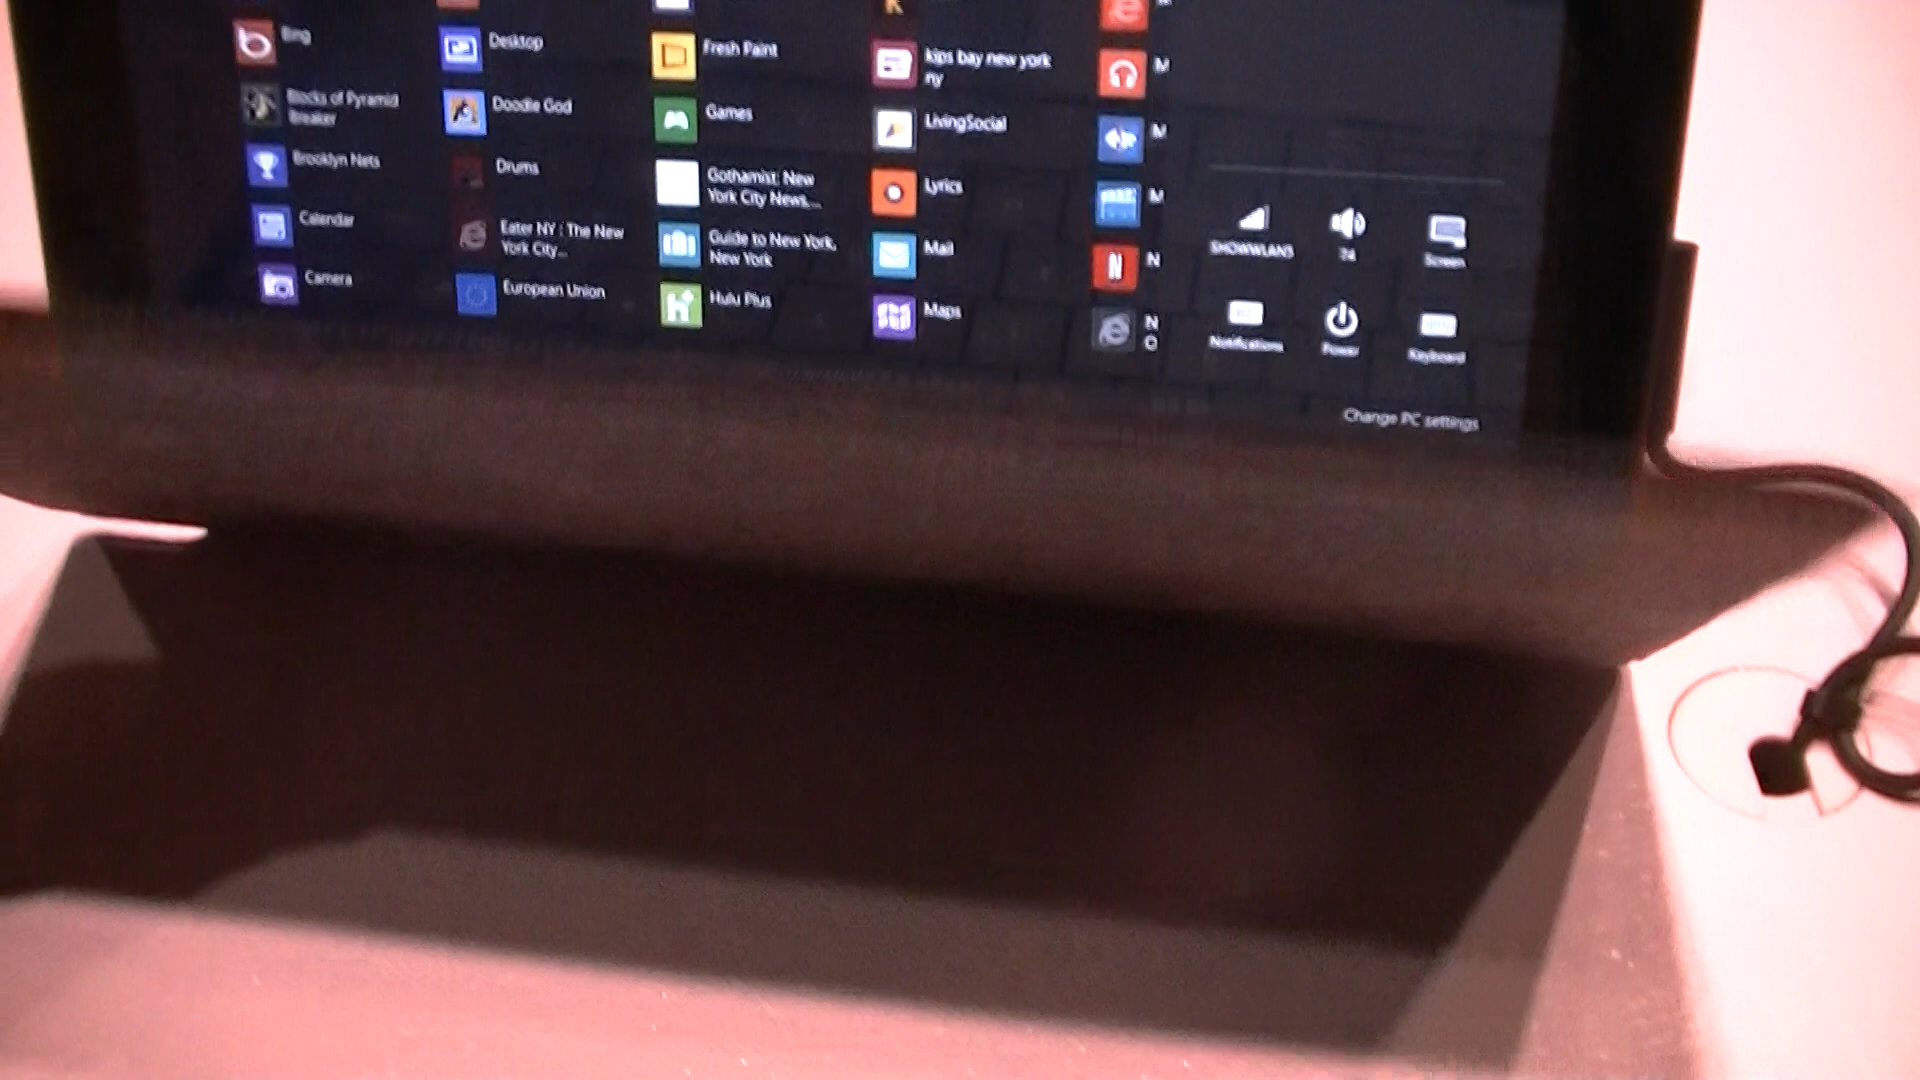 Bing
Blocks of Pyramid
Breaker
Brooklyn Nets
Calendar
Camera
Desktop
Doodle God
Drums
Eater NY : The New
York City...
European Union
Fresh Paint
Games
Gothamist: New
York City News,...
Guide to New York,
New York
Hulu Plus
kips bay new york
ny
LivingSocial
Lyrics
Mail
Maps
M
M
M
N
N
C
SHOWWLAN3
74
Screen
Notifications
Power
Keyboard
Change PC settings